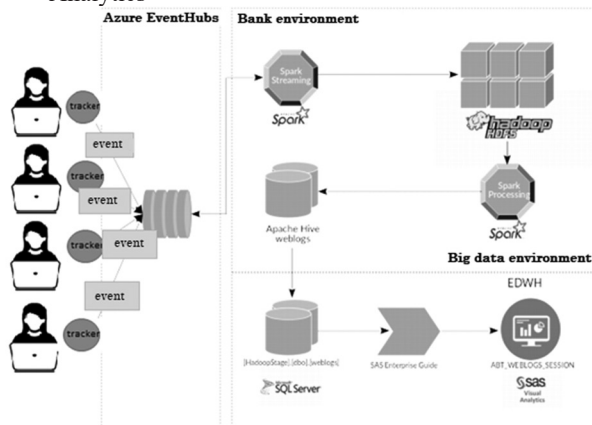 Analytics
Azure EventHubs
Bank environment
tracker
event
tracker
event
tracker
event
event
tracker
Spark
Streaming
Spark
hadoop
HDFS
Spark
Processing
Spark
Apache Hive
weblogs
Big data environment
EDWH
[HadoopStage].[dbo].[weblogs]
SQL Server
SAS Enterprise Guide
ABT_WEBLOGS_SESSION
sas
Visual
Analytics